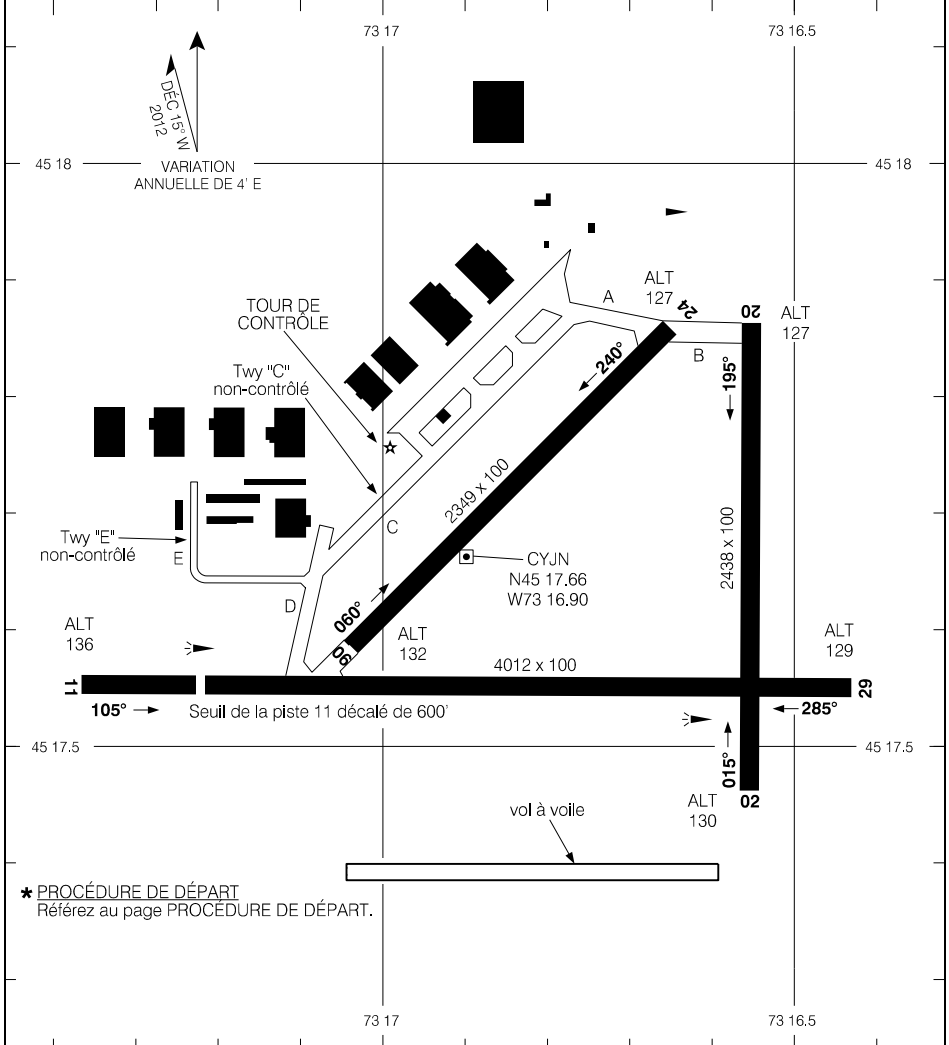 73 17
73 16.5
DÉC 15° W
2012
45 18
45 18
VARIATION
ANNUELLE DE 4' E
ALT
127
24
20
ALT
127
TOUR DE
CONTRÔLE
A
B
240°
195°
Twy "C"
non-contrôlé
2349 x 100
2438 x 100
C
Twy "E"
non-contrôlé
E
CYJN
N45 17.66
W73 16.90
D
060°
06
ALT
136
ALT
132
ALT
129
4012 x 100
11
29
105°
Seuil de la piste 11 décalé de 600'
285°
45 17.5
45 17.5
015°
02
ALT
130
vol à voile
* PROCÉDURE DE DÉPART
Référez au page PROCÉDURE DE DÉPART.
73 17
73 16.5